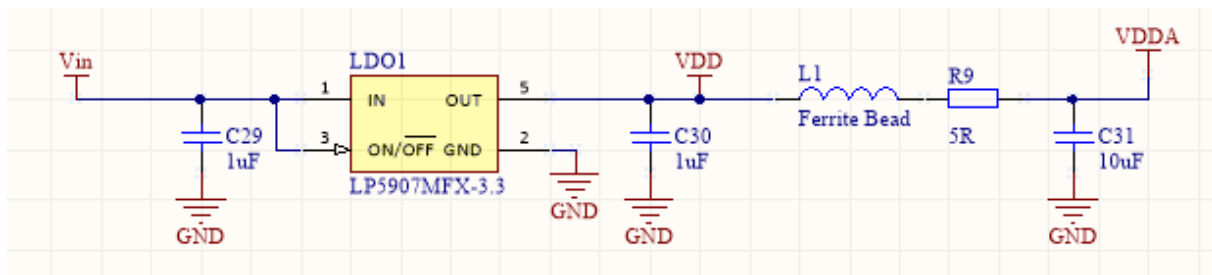 Vin
LDO1
1
IN
OUT
5
3
ON/OFF
GND
2
LP5907MFX-3.3
C29
1uF
GND
GND
VDD
C30
1uF
GND
L1
Ferrite Bead
R9
5R
VDDA
C31
10uF
GND